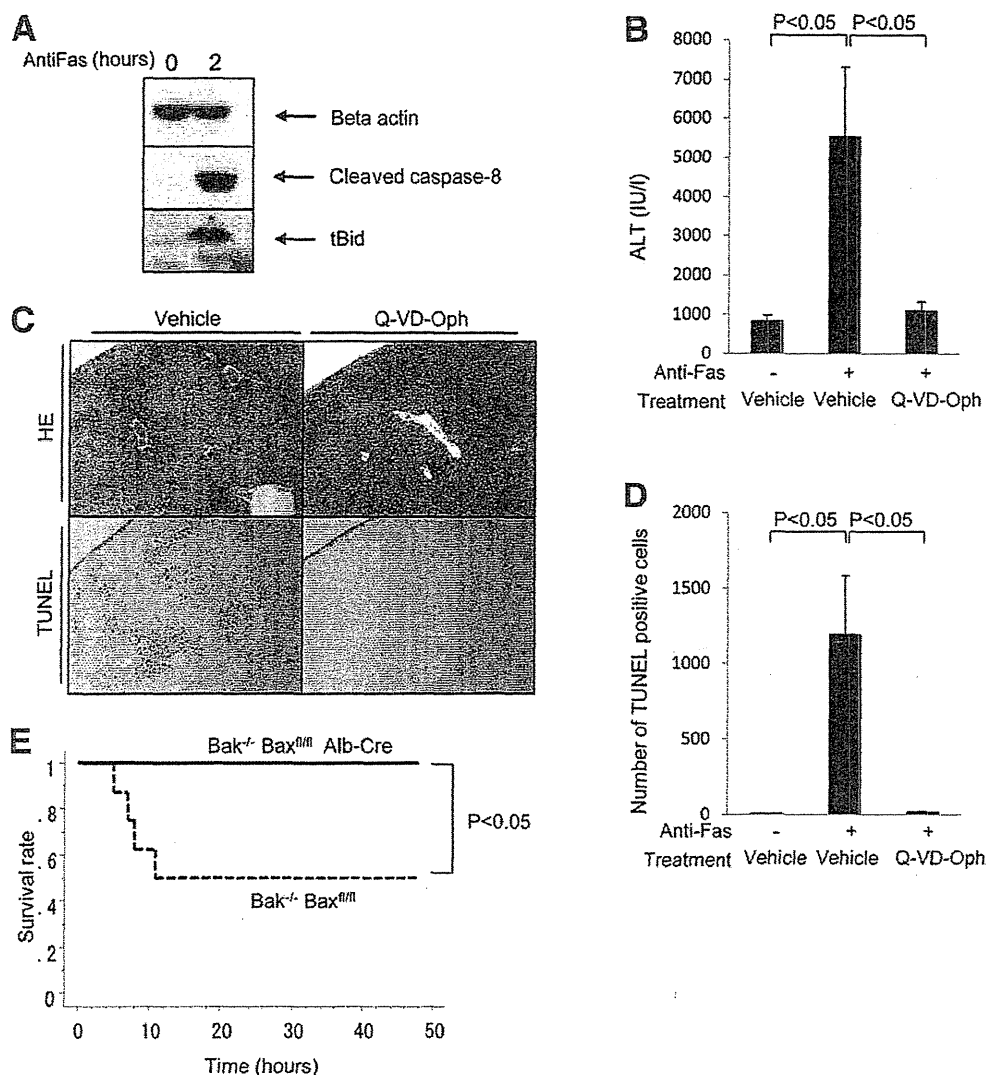 A
AntiFas (hours) 0 2
Beta actin
Cleaved caspase-8
tBid
B
P<0.05 P<0.05
8000
7000
6000
5000
4000
3000
2000
1000
0
ALT (IU/l)
Anti-Fas - + +
Treatment Vehicle Vehicle Q-VD-Oph
C
Vehicle Q-VD-Oph
HE
TUNEL
D
P<0.05 P<0.05
2000
1500
1000
500
0
Number of TUNEL positive cells
Anti-Fas - + +
Treatment Vehicle Vehicle Q-VD-Oph
E
Bak-/- Baxfl/fl Alb-Cre
P<0.05
Bak-/- Baxfl/fl
1
.8
.6
.4
.2
0
Survival rate
0 10 20 30 40 50
Time (hours)